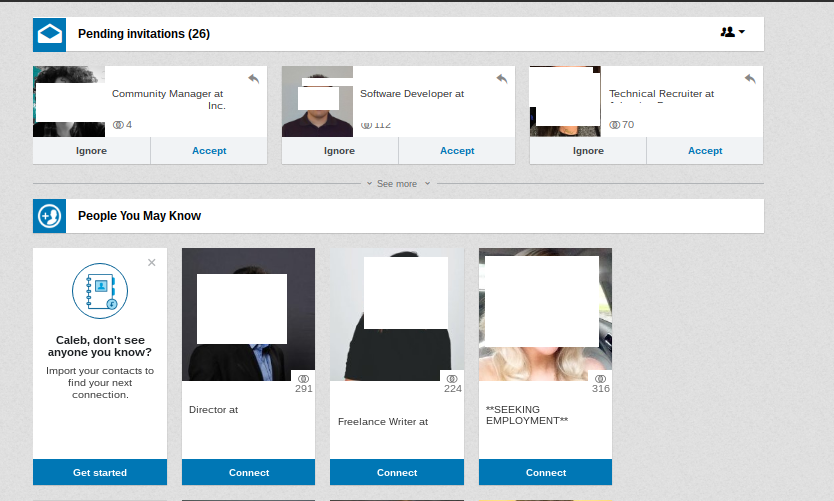 Pending invitations (26)
Community Manager at
Inc.
4
Ignore
Accept
Software Developer at
112
Ignore
Accept
Technical Recruiter at
70
Ignore
Accept
See more
People You May Know
Caleb, don't see
anyone you know?
Import your contacts to
find your next
connection.
Get started
291
Director at
Connect
224
Freelance Writer at
Connect
316
**SEEKING
EMPLOYMENT**
Connect